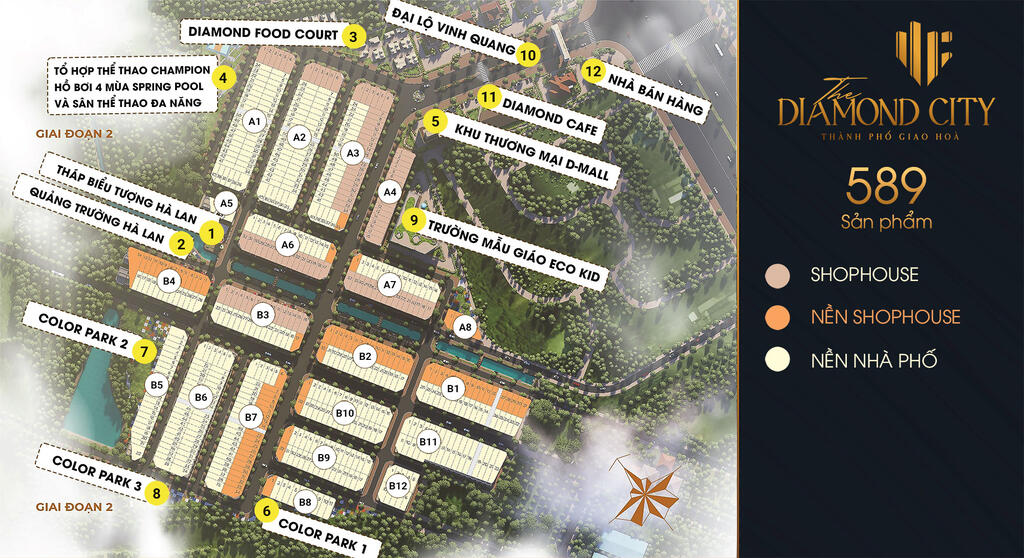 DIAMOND FOOD COURT 3
ĐẠI LỘ VINH QUANG 10
TỔ HỢP THỂ THAO CHAMPION 4
HỒ BƠI 4 MÙA SPRING POOL
VÀ SÂN THỂ THAO ĐA NĂNG
12 NHÀ BÁN HÀNG
11 DIAMOND CAFE
5 KHU THƯƠNG MẠI D-MALL
GIAI ĐOẠN 2
THÁP BIỂU TƯỢNG HÀ LAN 1
QUẢNG TRƯỜNG HÀ LAN 2
9 TRƯỜNG MẪU GIÁO ECO KID
A1
A2
A3
A4
A5
A6
A7
A8
B4
B3
B2
B1
COLOR PARK 2 7
B5
B6
B7
B10
B11
B9
B12
B8
COLOR PARK 3 8
GIAI ĐOẠN 2
6 COLOR PARK 1
The
DIAMOND CITY
THÀNH PHỐ GIAO HOÀ
589
Sản phẩm
SHOPHOUSE
NỀN SHOPHOUSE
NỀN NHÀ PHỐ